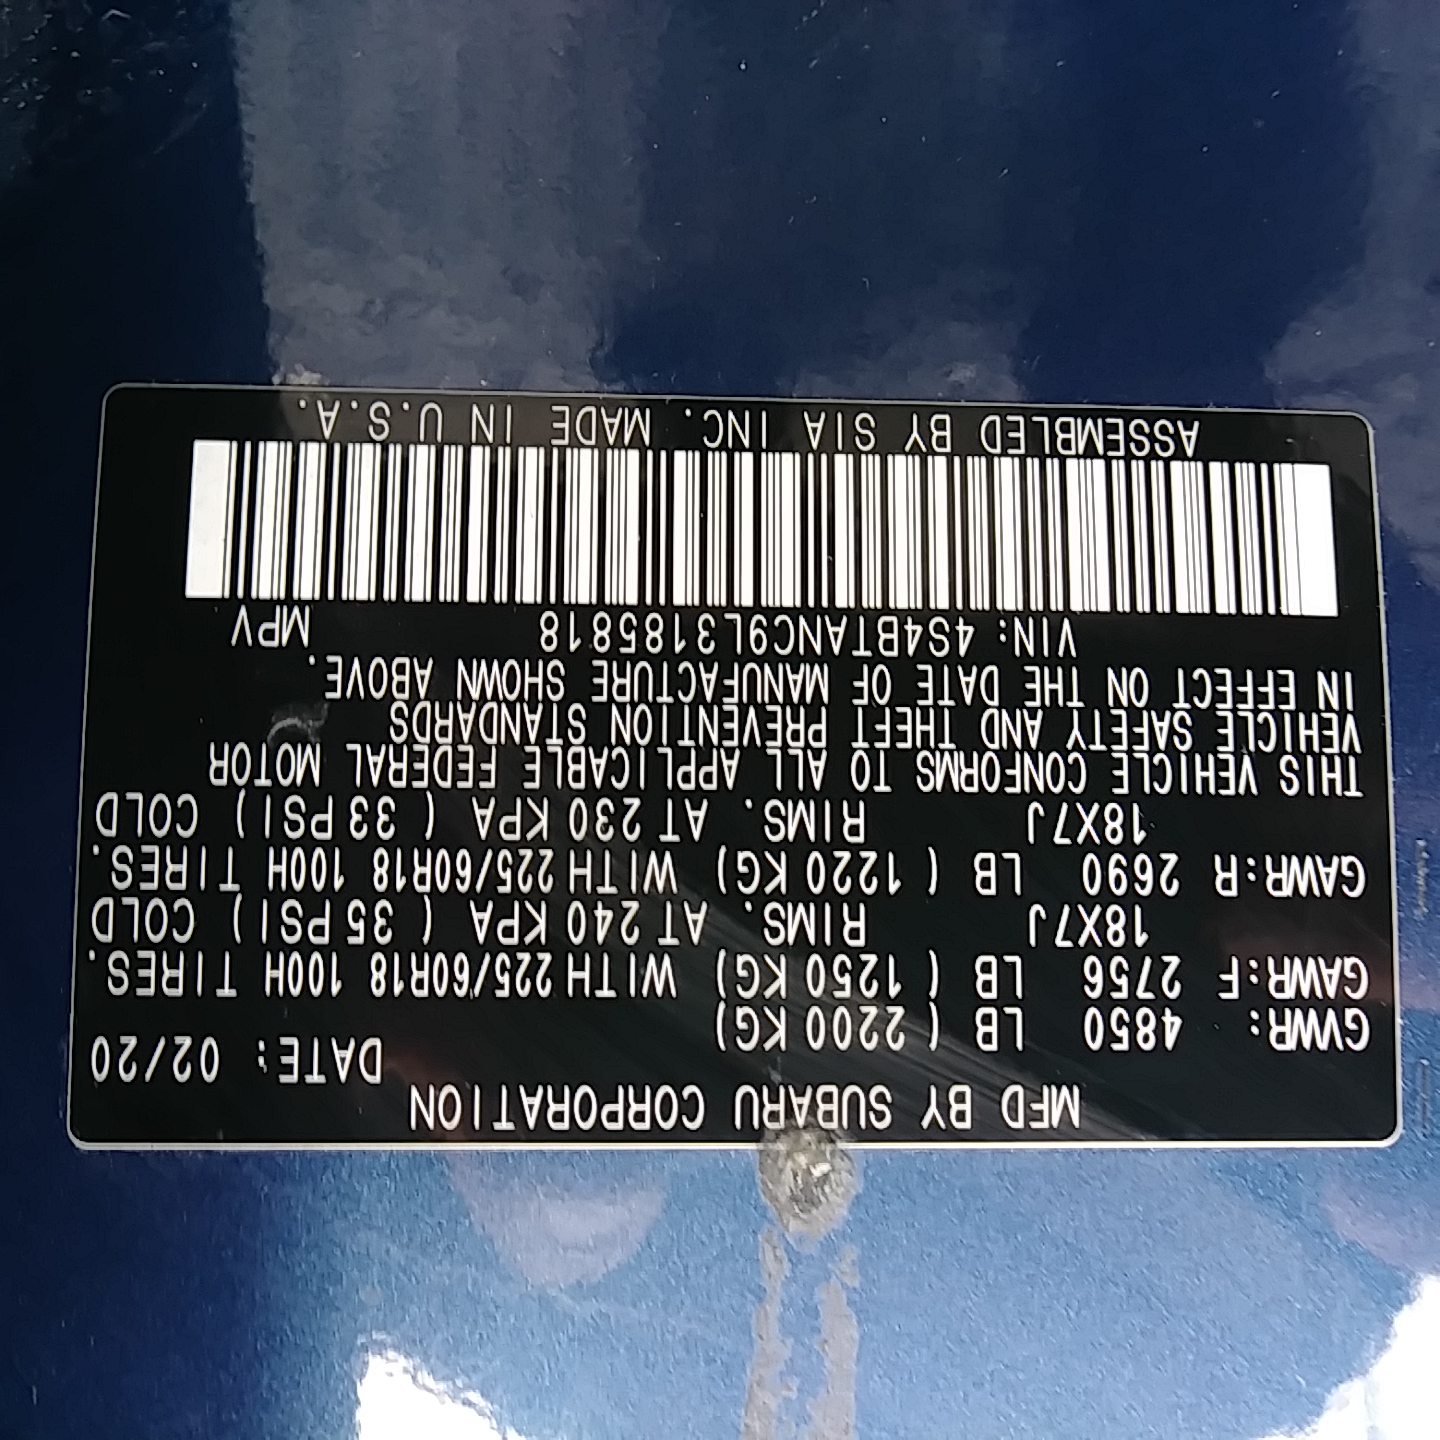 MFD BY SUBARU CORPORATION
DATE: 02/20
GVWR: 4850 LB ( 2200 KG)
GAWR:F 2756 LB ( 1250 KG) WITH 225/60R18 100H TIRES.
18X7J RIMS. AT 240 KPA ( 35 PSI) COLD
GAWR:R 2690 LB ( 1220 KG) WITH 225/60R18 100H TIRES.
18X7J RIMS. AT 230 KPA ( 33 PSI) COLD
THIS VEHICLE CONFORMS TO ALL APPLICABLE FEDERAL MOTOR
VEHICLE SAFETY AND THEFT PREVENTION STANDARDS
IN EFFECT ON THE DATE OF MANUFACTURE SHOWN ABOVE.
VIN: 4S4BTANC9L3185818 MPV
ASSEMBLED BY SIA INC. MADE IN U.S.A.